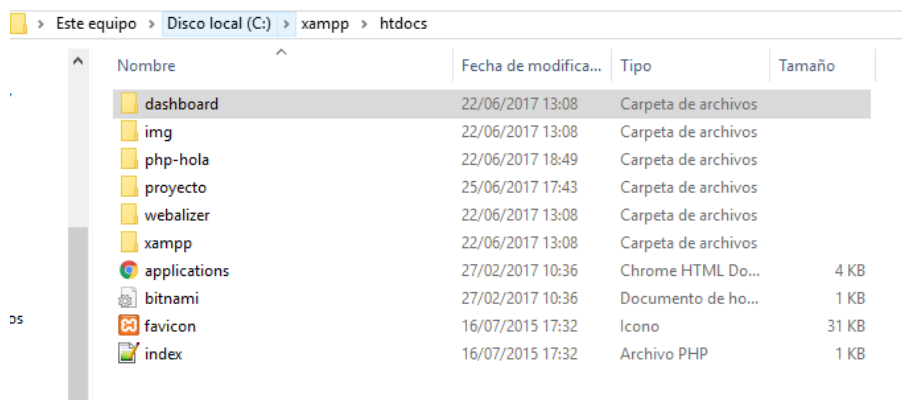 Este equipo > Disco local (C:) > xampp > htdocs
Nombre Fecha de modifica... Tipo Tamaño
dashboard 22/06/2017 13:08 Carpeta de archivos
img 22/06/2017 13:08 Carpeta de archivos
php-hola 22/06/2017 18:49 Carpeta de archivos
proyecto 25/06/2017 17:43 Carpeta de archivos
webalizer 22/06/2017 13:08 Carpeta de archivos
xampp 22/06/2017 13:08 Carpeta de archivos
applications 27/02/2017 10:36 Chrome HTML Do... 4 KB
bitnami 27/02/2017 10:36 Documento de ho... 1 KB
os
favicon 16/07/2015 17:32 Icono 31 KB
index 16/07/2015 17:32 Archivo PHP 1 KB